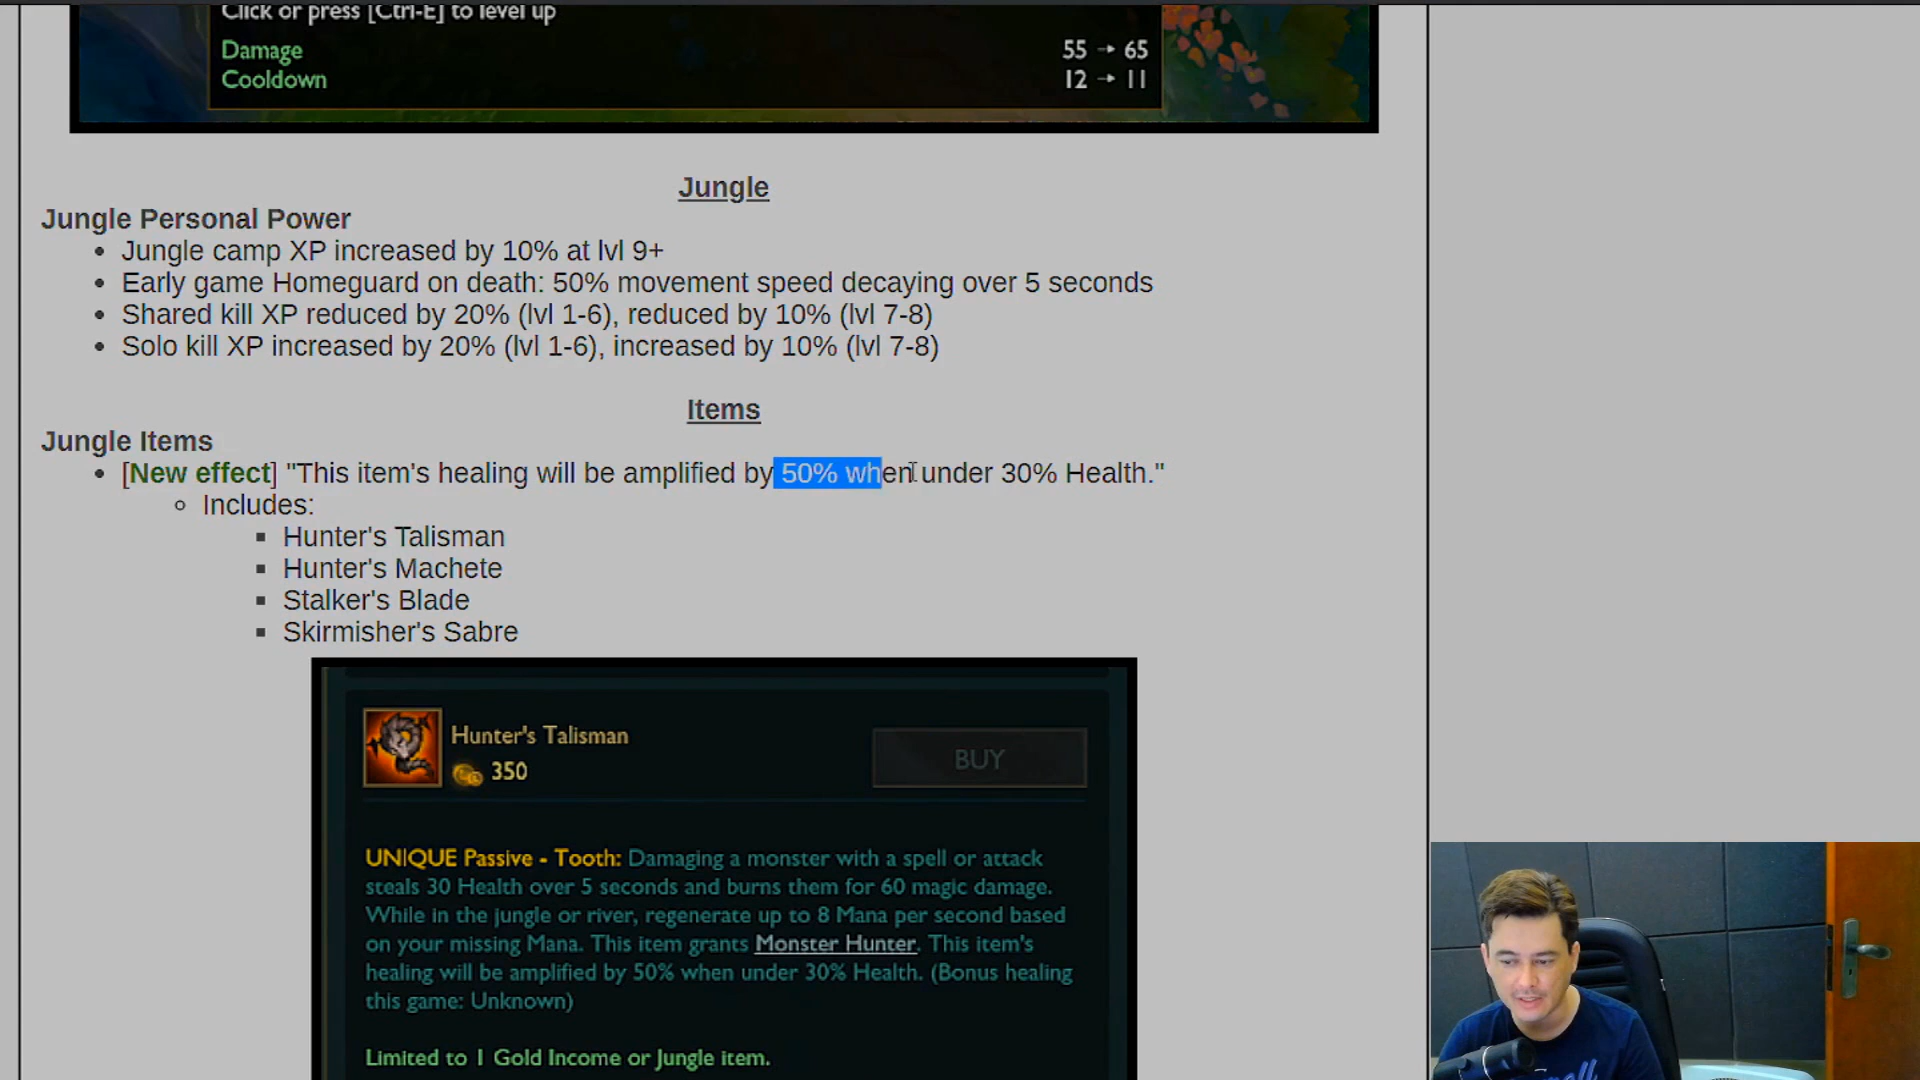 Click or press [Ctrl-E] to level up
Damage 55 → 65
Cooldown 12 → 11
Jungle
Jungle Personal Power
• Jungle camp XP increased by 10% at lvl 9+
• Early game Homeguard on death: 50% movement speed decaying over 5 seconds
• Shared kill XP reduced by 20% (lvl 1-6), reduced by 10% (lvl 7-8)
• Solo kill XP increased by 20% (lvl 1-6), increased by 10% (lvl 7-8)
Items
Jungle Items
• [New effect] "This item's healing will be amplified by 50% when under 30% Health."
○ Includes:
▪ Hunter's Talisman
▪ Hunter's Machete
▪ Stalker's Blade
▪ Skirmisher's Sabre
Hunter's Talisman
350
BUY
UNIQUE Passive - Tooth: Damaging a monster with a spell or attack
steals 30 Health over 5 seconds and burns them for 60 magic damage.
While in the jungle or river, regenerate up to 8 Mana per second based
on your missing Mana. This item grants Monster Hunter. This item's
healing will be amplified by 50% when under 30% Health. (Bonus healing
this game: Unknown)
Limited to 1 Gold Income or Jungle item.